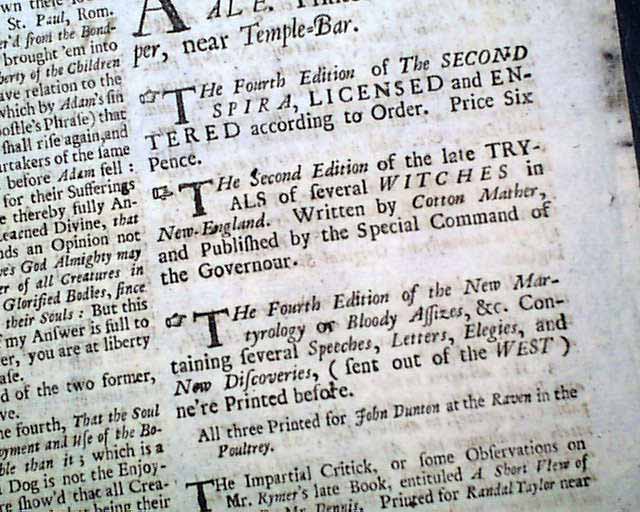 St. Paul, Rom.
er'd from the Bond-
brought 'em into
berty of the Children
ave relation to the
which by Adam's ſin
poſtle's Phraſe) that
ſhall riſe again, and
rtakers of the ſame
before Adam fell :
for their Sufferings
e thereby fully An-
Learned Divine, that
nds an Opinion not
God Almighty may
er of all Creatures in
Glorified Bodies, ſince
their Souls : But this
my Anſwer is full to
er, you are at liberty
d of the two former,
he fourth, That the Soul
oyment and uſe of the Bo-
ble than it ; which is a
Dog is not the Enjoy-
re ſhow'd that all Crea-
being their
ALE.
per, near Temple-Bar.
☞ THe Fourth Edition of The SECOND
SPIRA, LICENSED and EN-
TERED according to Order. Price Six
Pence.
☞ THe Second Edition of the late TRY-
ALS of ſeveral WITCHES in
New-England. Written by Cotton Mather,
and Publiſhed by the Special Command of
the Governour.
☞ THe Fourth Edition of the New Mar-
tyrology or Bloody Aſſizes, &c. Con-
taining ſeveral Speeches, Letters, Elegies, and
New Diſcoveries, ( ſent out of the WEST )
ne're Printed before.
All three Printed for John Dunton at the Raven in the
Poultrey.
THe Impartial Critick, or ſome Obſervations on
Mr. Rymer's late Book, entituled A Short View of
Mr. Dennis, Printed for Randal Taylor near